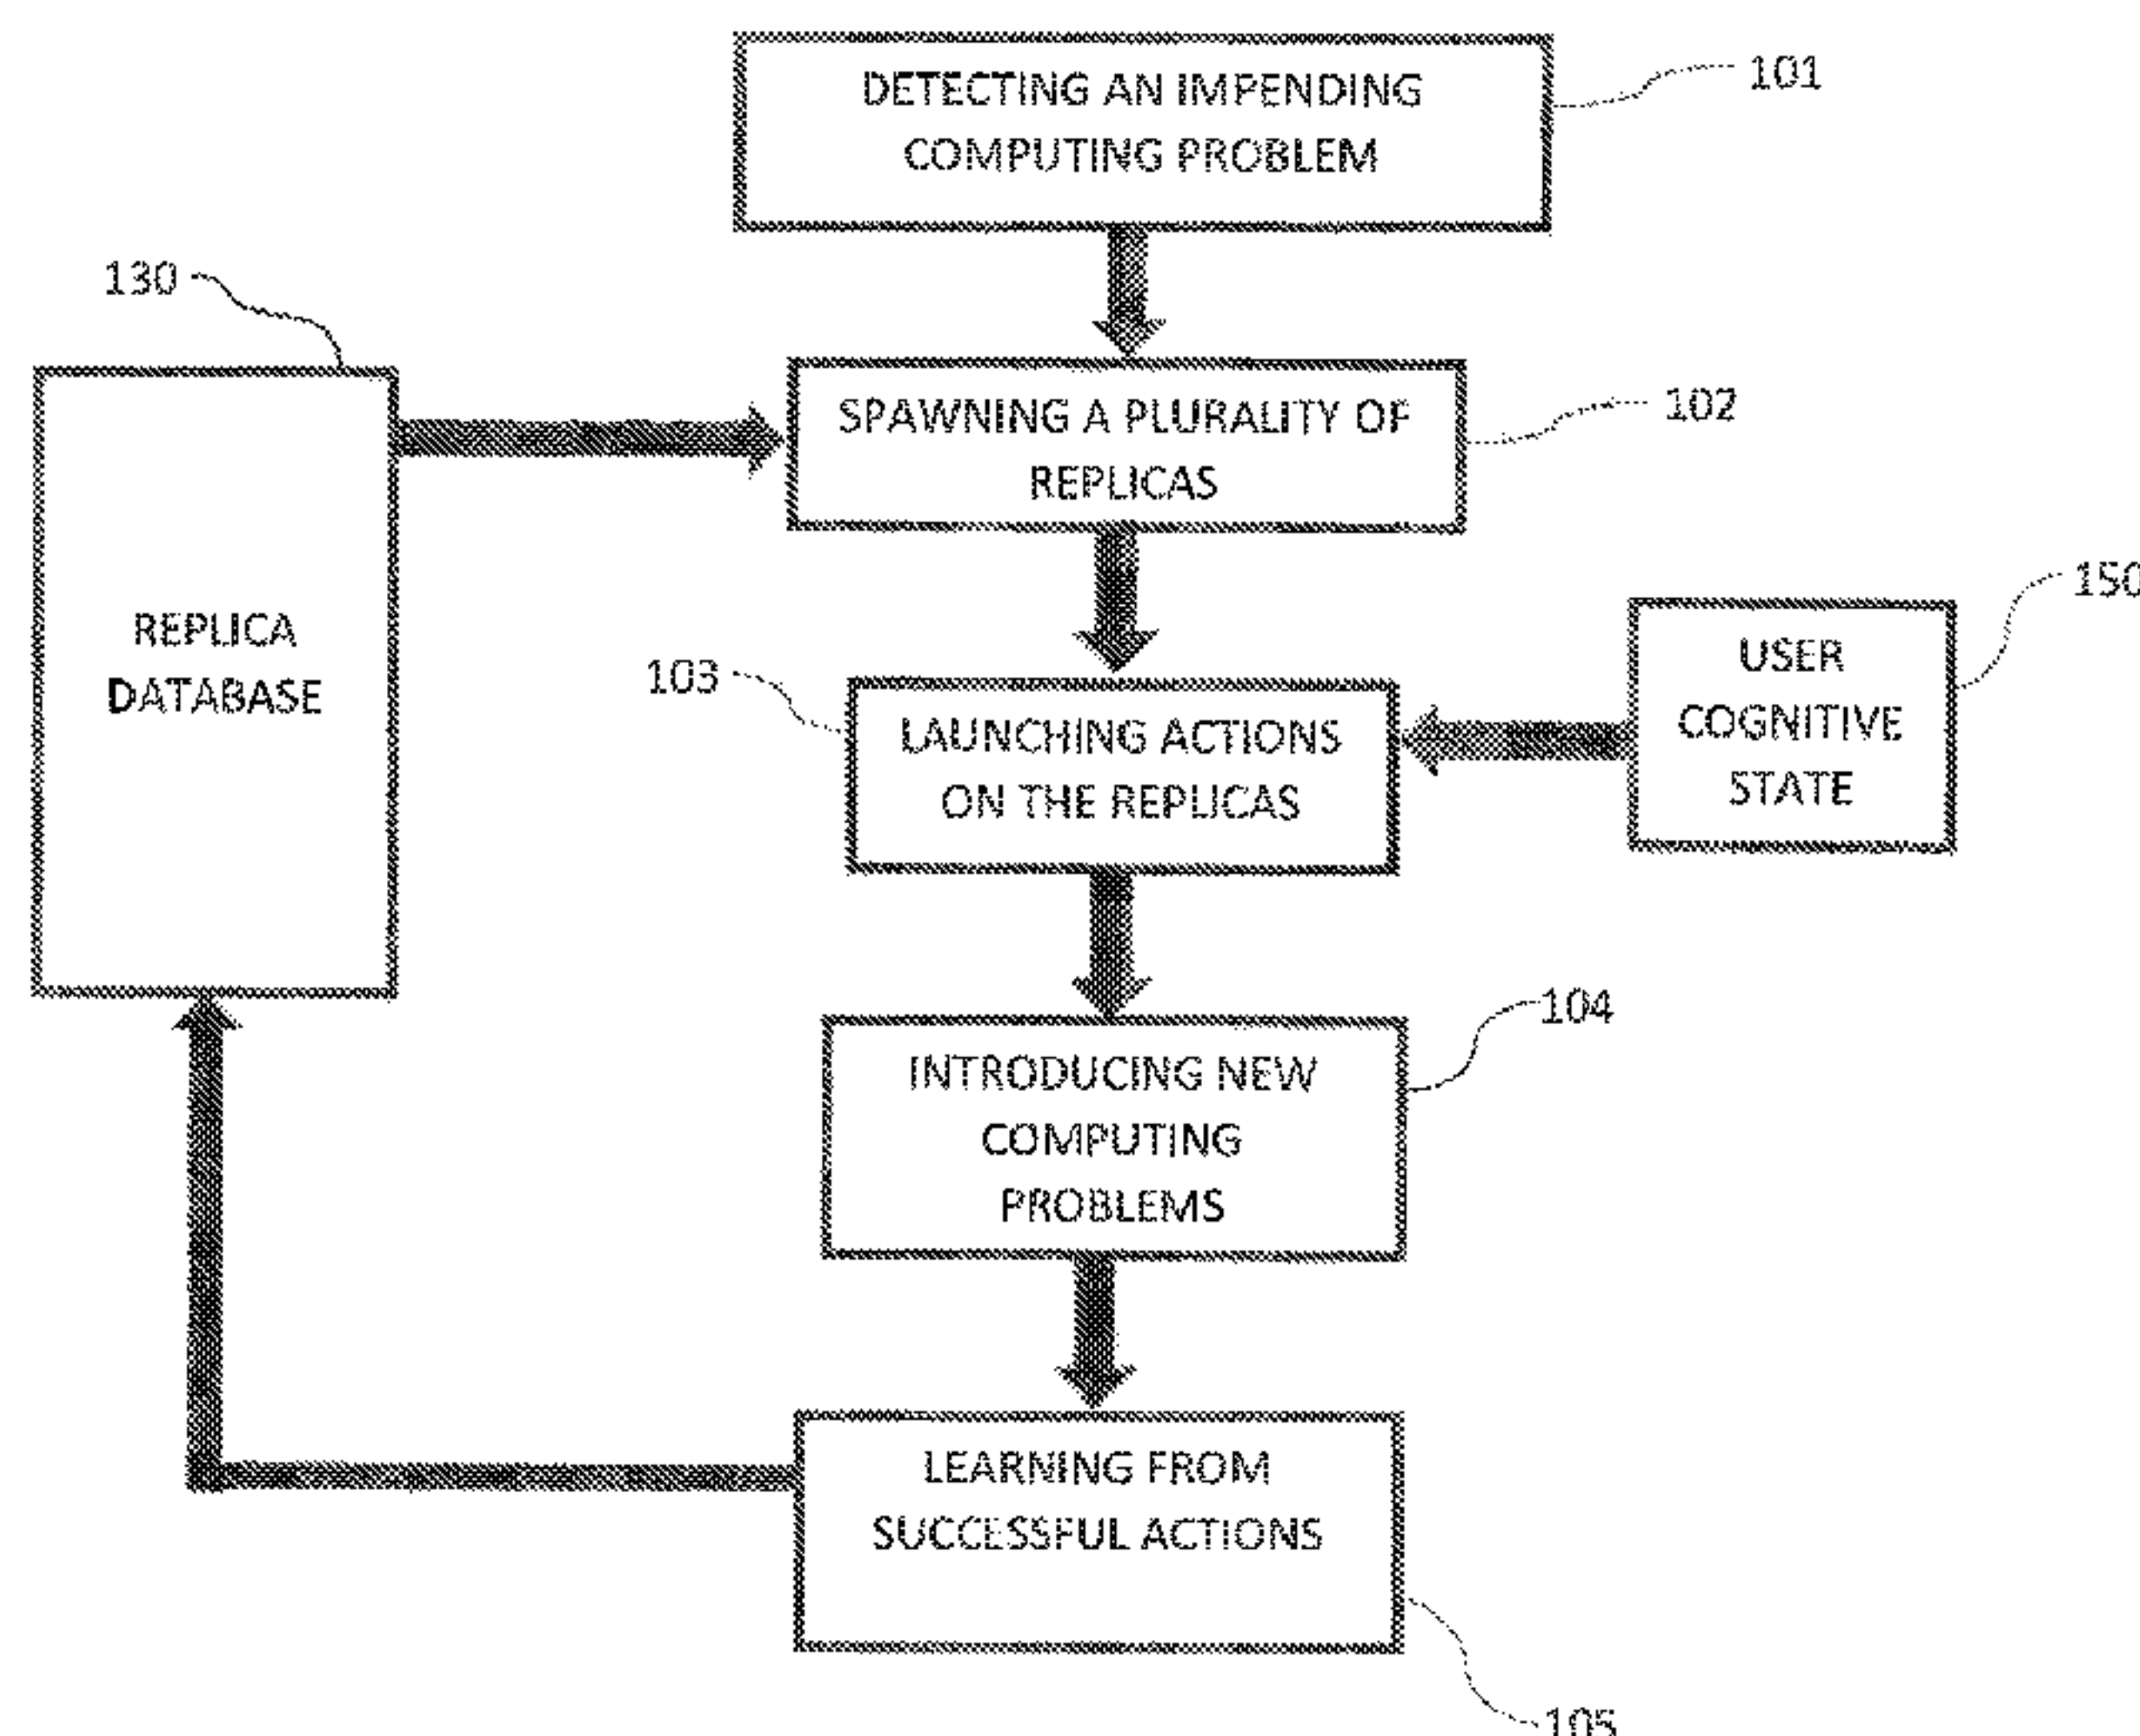 DETECTING AN IMPENDING
COMPUTING PROBLEM
101
130
SPAWNING A PLURALITY OF
REPLICAS
102
REPLICA
DATABASE
103
LAUNCHING ACTIONS
ON THE REPLICAS
USER
COGNITIVE
STATE
150
INTRODUCING NEW
COMPUTING
PROBLEMS
104
LEARNING FROM
SUCCESSFUL ACTIONS
105